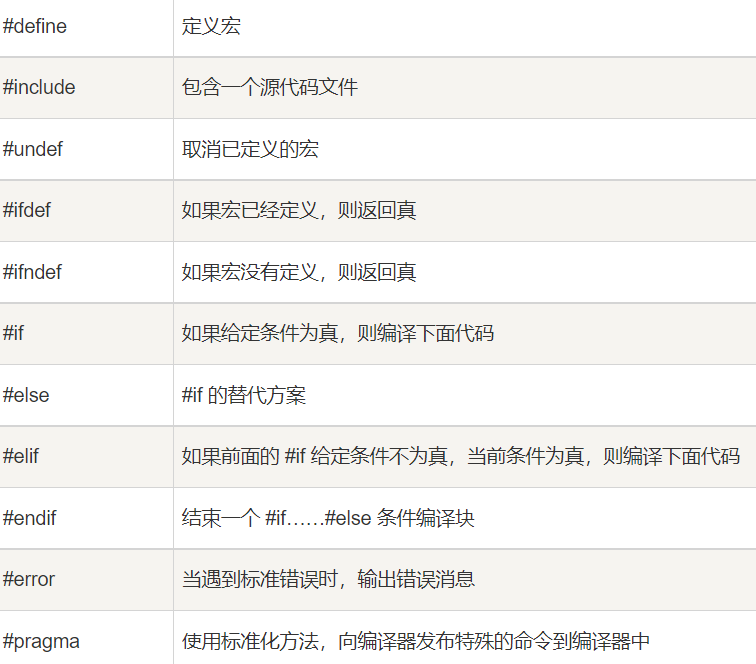 #define 定义宏
#include 包含一个源代码文件
#undef 取消已定义的宏
#ifdef 如果宏已经定义，则返回真
#ifndef 如果宏没有定义，则返回真
#if 如果给定条件为真，则编译下面代码
#else #if 的替代方案
#elif 如果前面的 #if 给定条件不为真，当前条件为真，则编译下面代码
#endif 结束一个 #if……#else 条件编译块
#error 当遇到标准错误时，输出错误消息
#pragma 使用标准化方法，向编译器发布特殊的命令到编译器中